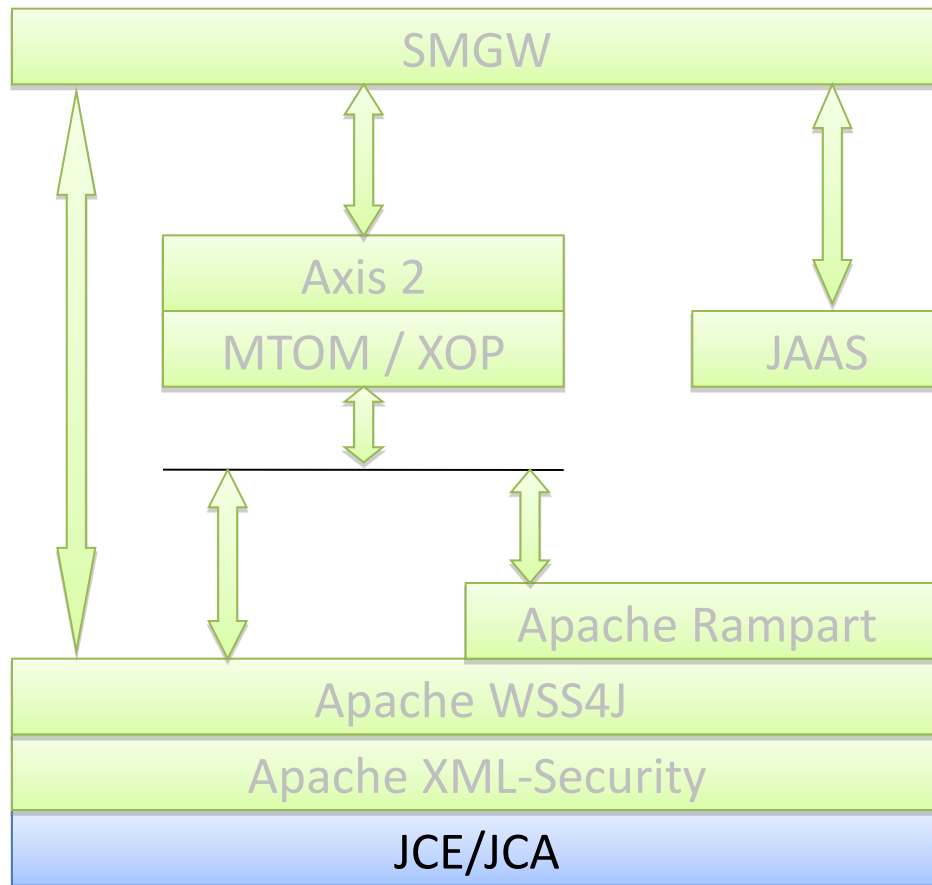 SMGW
Axis 2
MTOM / XOP
JAAS
Apache Rampart
Apache WSS4J
Apache XML-Security
JCE/JCA